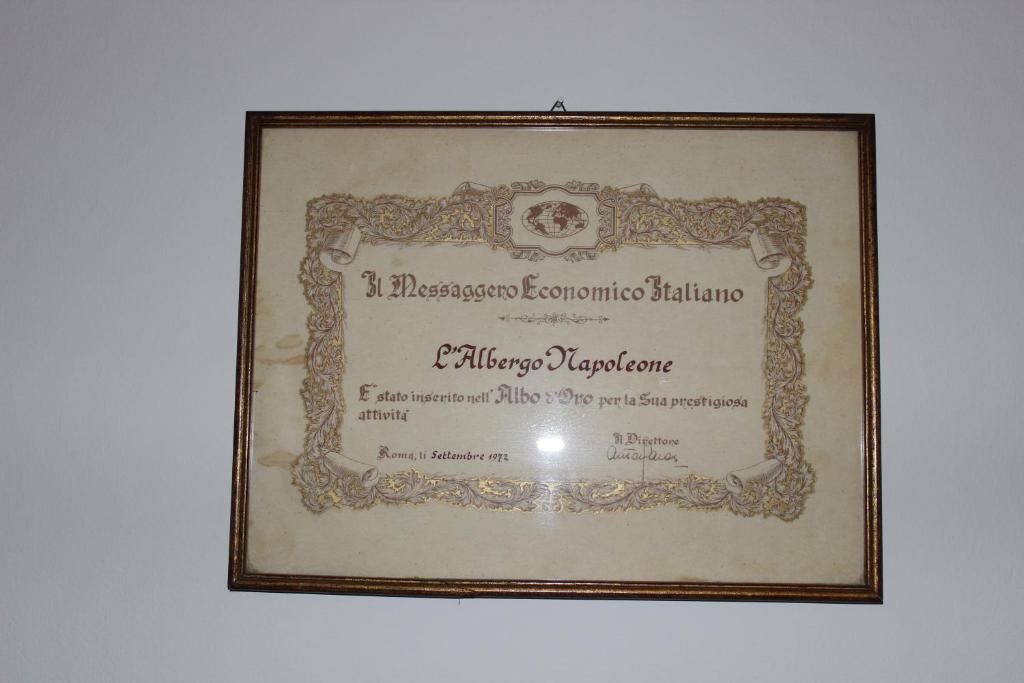 Il Messaggero Economico Italiano
L'Albergo Napoleone
E' stato inserito nell' Albo d'Oro per la Sua prestigiosa
attività
Roma, li Settembre 1972
Il Direttore